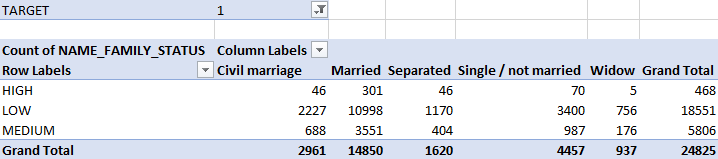 TARGET 1
Count of NAME_FAMILY_STATUS Column Labels
Row Labels Civil marriage Married Separated Single / not married Widow Grand Total
HIGH 46 301 46 70 5 468
LOW 2227 10998 1170 3400 756 18551
MEDIUM 688 3551 404 987 176 5806
Grand Total 2961 14850 1620 4457 937 24825